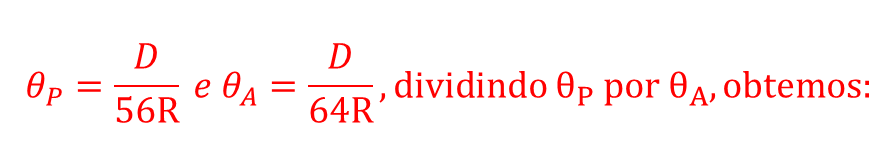 θ_P = D/56R e θ_A = D/64R, dividindo θ_P por θ_A, obtemos: